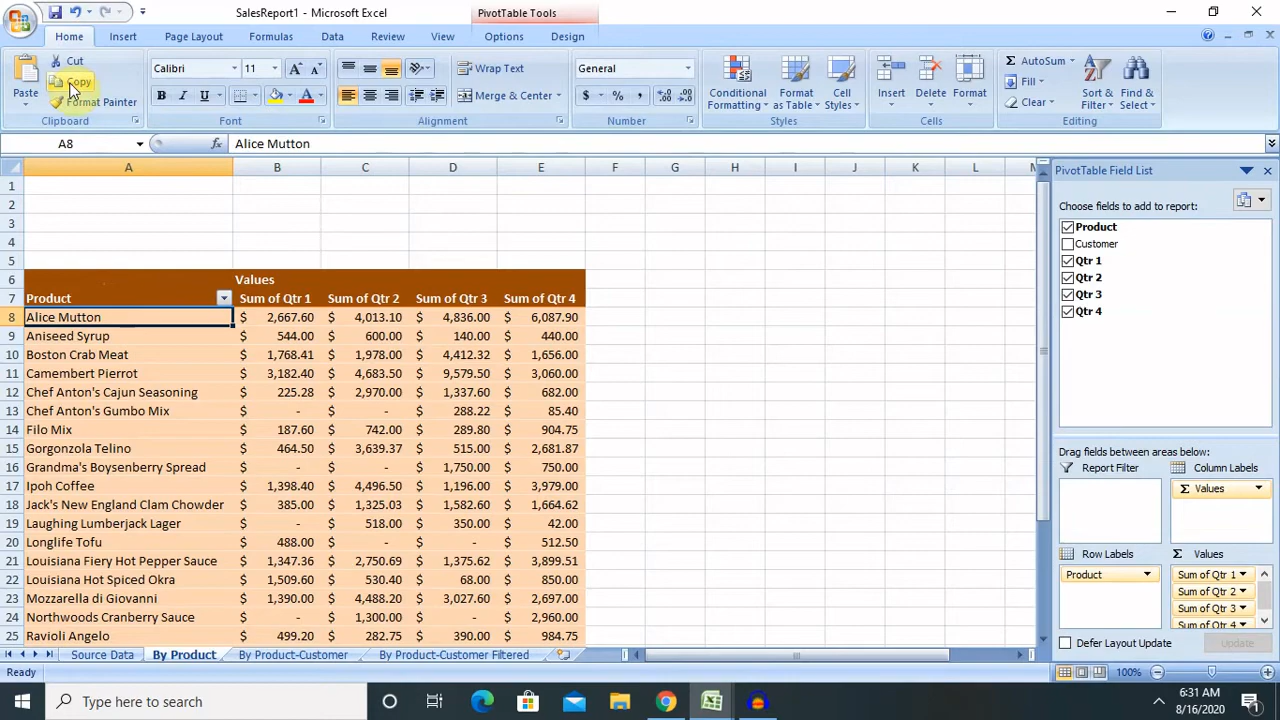 SalesReport1 - Microsoft Excel
PivotTable Tools
Home Insert Page Layout Formulas Data Review View Options Design
Paste
Cut
Copy
Format Painter
Clipboard
Calibri 11
B I U
Font
Wrap Text
Merge & Center
Alignment
General
$ % ,
Number
Conditional Formatting
Format as Table
Cell Styles
Styles
Insert
Delete
Format
Cells
Σ AutoSum
Fill
Clear
Sort & Filter
Find & Select
Editing
A8 fx Alice Mutton
A B C D E F G H I J K L M
1
2
3
4
5
6 Values
7 Product Sum of Qtr 1 Sum of Qtr 2 Sum of Qtr 3 Sum of Qtr 4
8 Alice Mutton $ 2,667.60 $ 4,013.10 $ 4,836.00 $ 6,087.90
9 Aniseed Syrup $ 544.00 $ 600.00 $ 140.00 $ 440.00
10 Boston Crab Meat $ 1,768.41 $ 1,978.00 $ 4,412.32 $ 1,656.00
11 Camembert Pierrot $ 3,182.40 $ 4,683.50 $ 9,579.50 $ 3,060.00
12 Chef Anton's Cajun Seasoning $ 225.28 $ 2,970.00 $ 1,337.60 $ 682.00
13 Chef Anton's Gumbo Mix $ - $ - $ 288.22 $ 85.40
14 Filo Mix $ 187.60 $ 742.00 $ 289.80 $ 904.75
15 Gorgonzola Telino $ 464.50 $ 3,639.37 $ 515.00 $ 2,681.87
16 Grandma's Boysenberry Spread $ - $ - $ 1,750.00 $ 750.00
17 Ipoh Coffee $ 1,398.40 $ 4,496.50 $ 1,196.00 $ 3,979.00
18 Jack's New England Clam Chowder $ 385.00 $ 1,325.03 $ 1,582.60 $ 1,664.62
19 Laughing Lumberjack Lager $ - $ 518.00 $ 350.00 $ 42.00
20 Longlife Tofu $ 488.00 $ - $ - $ 512.50
21 Louisiana Fiery Hot Pepper Sauce $ 1,347.36 $ 2,750.69 $ 1,375.62 $ 3,899.51
22 Louisiana Hot Spiced Okra $ 1,509.60 $ 530.40 $ 68.00 $ 850.00
23 Mozzarella di Giovanni $ 1,390.00 $ 4,488.20 $ 3,027.60 $ 2,697.00
24 Northwoods Cranberry Sauce $ - $ 1,300.00 $ - $ 2,960.00
25 Ravioli Angelo $ 499.20 $ 282.75 $ 390.00 $ 984.75
PivotTable Field List
Choose fields to add to report:
Product
Customer
Qtr 1
Qtr 2
Qtr 3
Qtr 4
Drag fields between areas below:
Report Filter
Column Labels
Σ Values
Row Labels
Σ Values
Product
Sum of Qtr 1
Sum of Qtr 2
Sum of Qtr 3
Sum of Qtr 4
Defer Layout Update
Update
Source Data By Product By Product-Customer By Product-Customer Filtered
Ready
100%
Type here to search
6:31 AM
8/16/2020
1